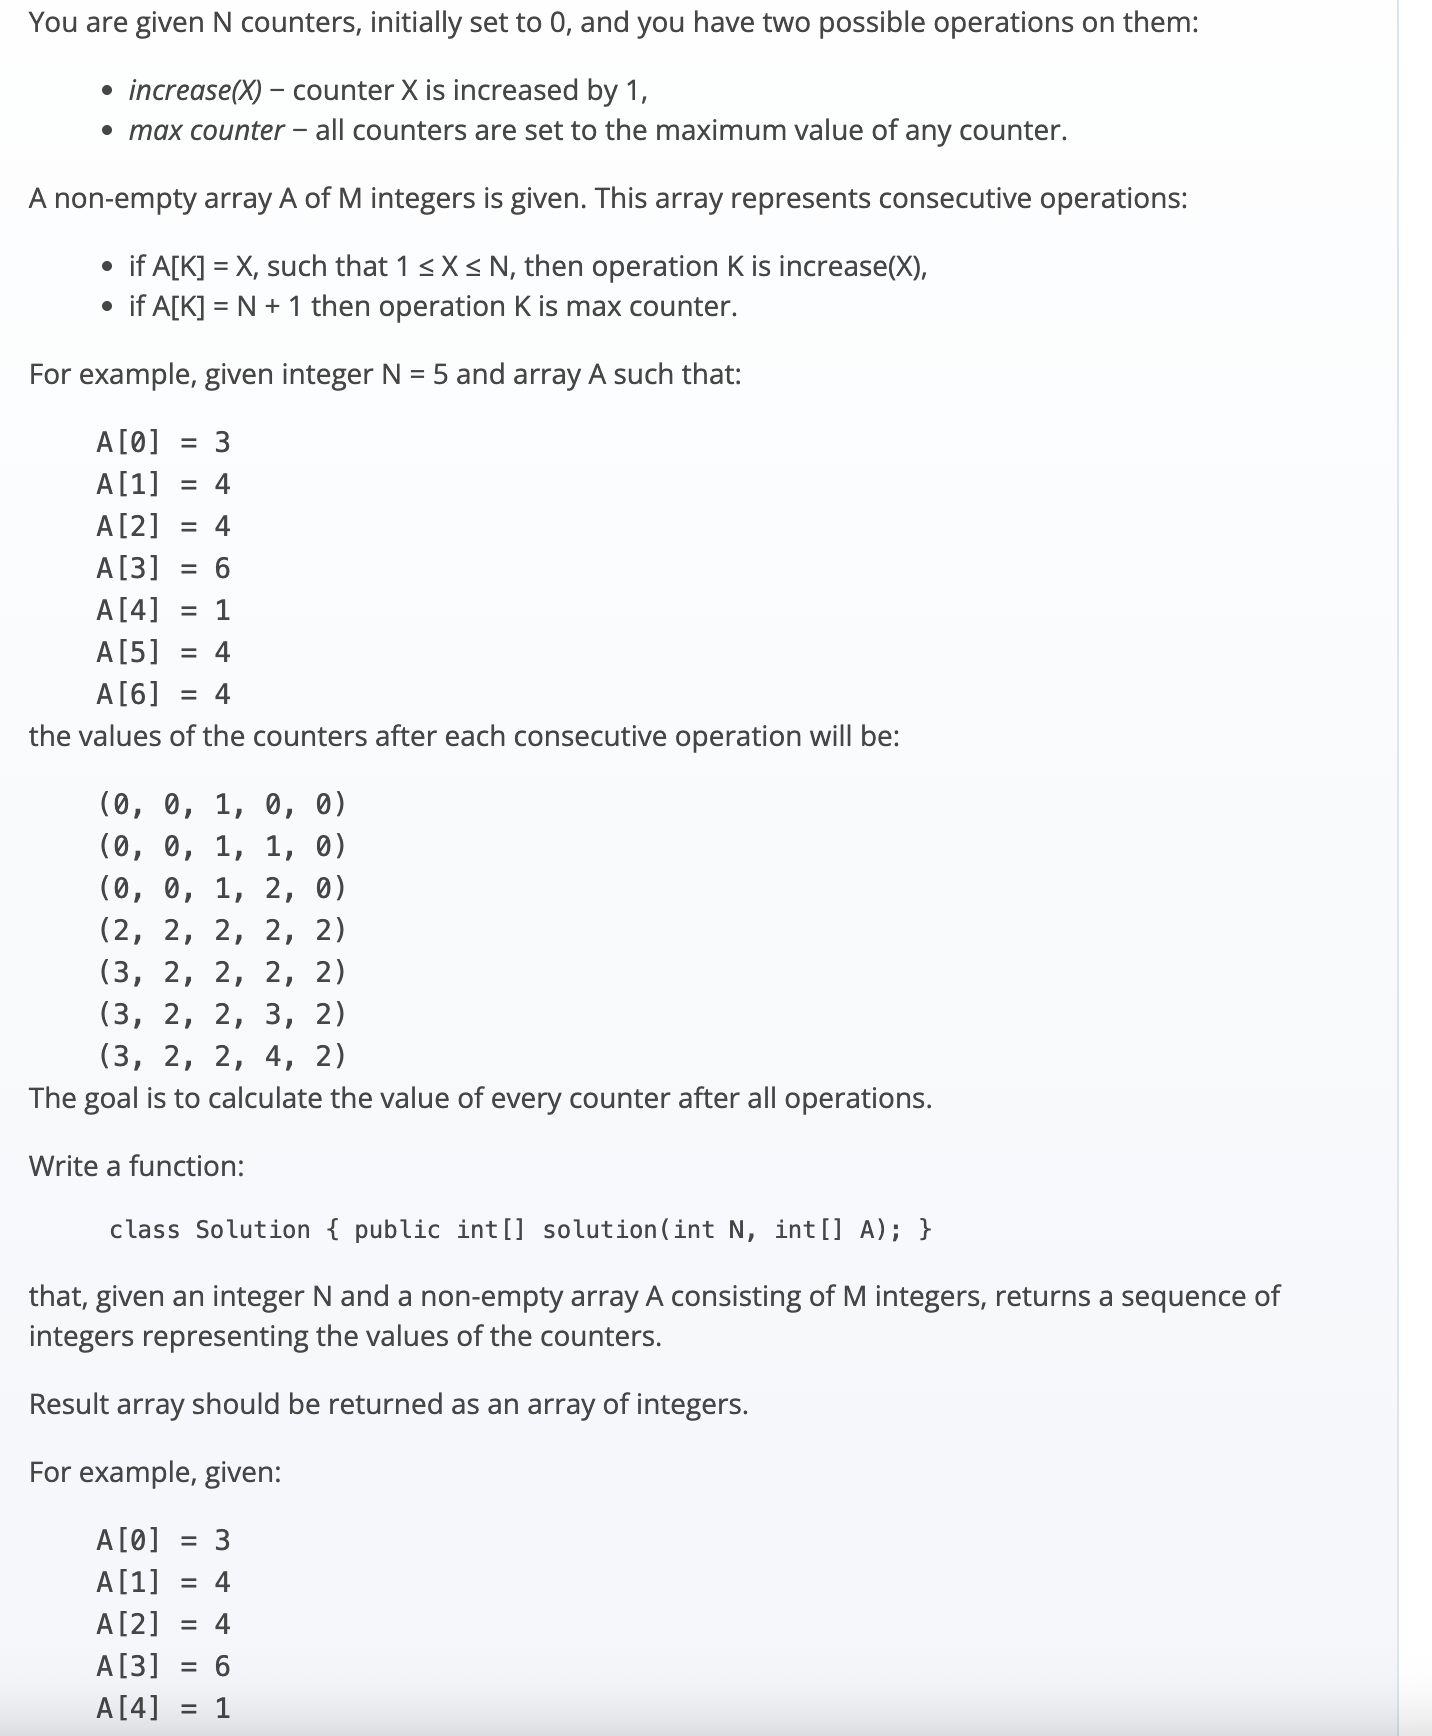 You are given N counters, initially set to 0, and you have two possible operations on them:
• increase(X) − counter X is increased by 1,
• max counter − all counters are set to the maximum value of any counter.
A non-empty array A of M integers is given. This array represents consecutive operations:
• if A[K] = X, such that 1 ≤ X ≤ N, then operation K is increase(X),
• if A[K] = N + 1 then operation K is max counter.
For example, given integer N = 5 and array A such that:
A[0] = 3
A[1] = 4
A[2] = 4
A[3] = 6
A[4] = 1
A[5] = 4
A[6] = 4
the values of the counters after each consecutive operation will be:
(0, 0, 1, 0, 0)
(0, 0, 1, 1, 0)
(0, 0, 1, 2, 0)
(2, 2, 2, 2, 2)
(3, 2, 2, 2, 2)
(3, 2, 2, 3, 2)
(3, 2, 2, 4, 2)
The goal is to calculate the value of every counter after all operations.
Write a function:
class Solution { public int[] solution(int N, int[] A); }
that, given an integer N and a non-empty array A consisting of M integers, returns a sequence of
integers representing the values of the counters.
Result array should be returned as an array of integers.
For example, given:
A[0] = 3
A[1] = 4
A[2] = 4
A[3] = 6
A[4] = 1